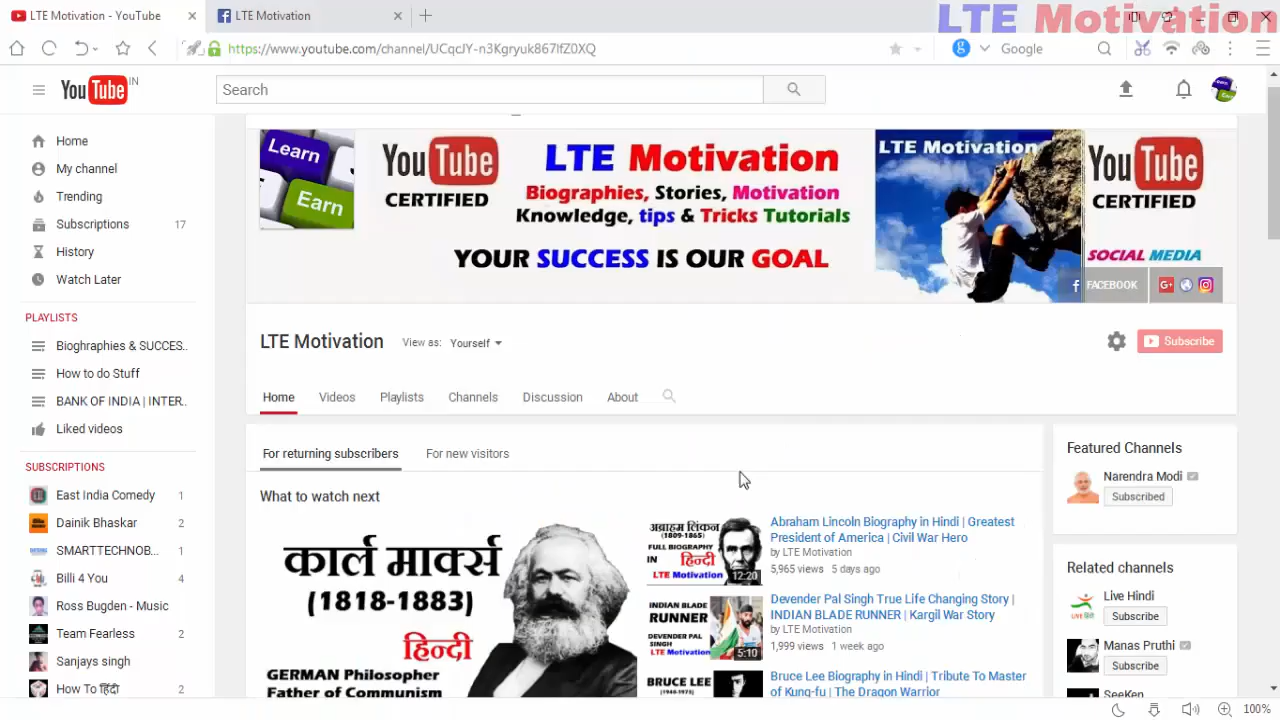 LTE Motivation - YouTube
LTE Motivation
LTE Motivation
https://www.youtube.com/channel/UCqcJY-n3Kgryuk867lfZ0XQ
Google
YouTube IN
Search
Home
My channel
Trending
Subscriptions 17
History
Watch Later
PLAYLISTS
Bioghraphies & SUCCES..
How to do Stuff
BANK OF INDIA | INTER..
Liked videos
SUBSCRIPTIONS
East India Comedy 1
Dainik Bhaskar 2
SMARTTECHNOB... 1
Billi 4 You 4
Ross Bugden - Music
Team Fearless 2
Sanjays singh
How To हिंदी 2
Learn
Earn
YouTube
CERTIFIED
LTE Motivation
Biographies, Stories, Motivation
Knowledge, tips & Tricks Tutorials
YOUR SUCCESS IS OUR GOAL
LTE Motivation
YouTube
CERTIFIED
SOCIAL MEDIA
FACEBOOK
LTE Motivation View as: Yourself
Subscribe
Home Videos Playlists Channels Discussion About
For returning subscribers For new visitors
What to watch next
कार्ल मार्क्स
(1818-1883)
हिन्दी
GERMAN Philosopher
Father of Communism
अब्राहम लिंकन
(1809-1865)
FULL BIOGRAPHY
IN हिन्दी
LTE Motivation
12:20
Abraham Lincoln Biography in Hindi | Greatest
President of America | Civil War Hero
by LTE Motivation
5,965 views 5 days ago
INDIAN BLADE
RUNNER
DEVENDER PAL
SINGH
LTE Motivation
5:10
Devender Pal Singh True Life Changing Story |
INDIAN BLADE RUNNER | Kargil War Story
by LTE Motivation
1,999 views 1 week ago
BRUCE LEE
Bruce Lee Biography in Hindi | Tribute To Master
of Kung-fu | The Dragon Warrior
Featured Channels
Narendra Modi
Subscribed
Related channels
Live Hindi
Subscribe
Manas Pruthi
Subscribe
SeeKen
100%